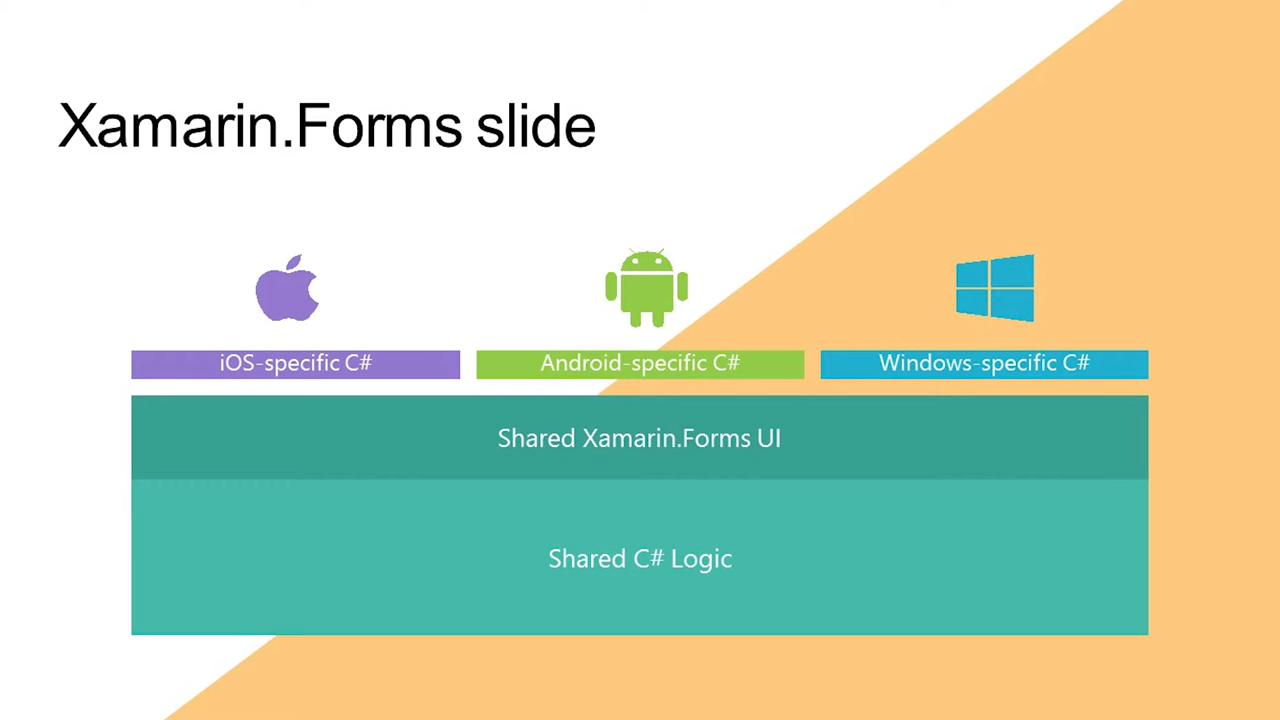 Xamarin.Forms slide
iOS-specific C#
Android-specific C#
Windows-specific C#
Shared Xamarin.Forms UI
Shared C# Logic